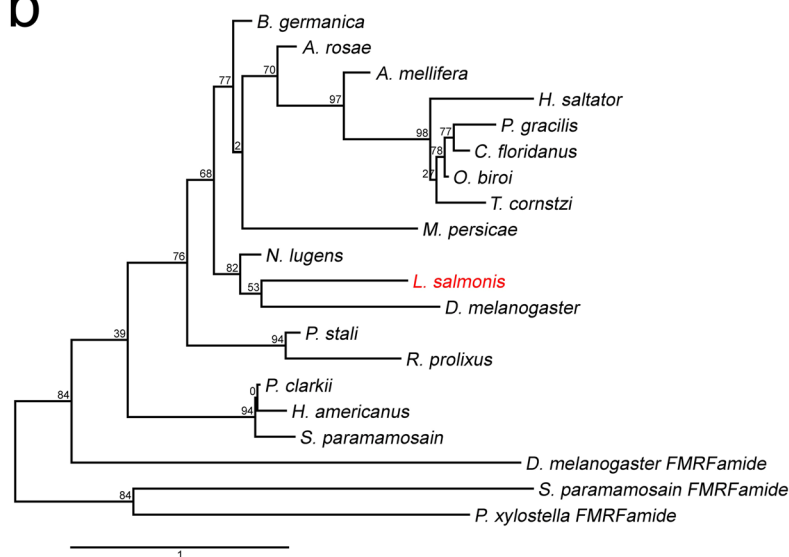 b
B. germanica
A. rosae
70
A. mellifera
77
97
H. saltator
P. gracilis
98
77
C. floridanus
78
2
O. biroi
27
68
T. cornstzi
M. persicae
N. lugens
76
82
L. salmonis
53
D. melanogaster
P. stali
39
94
R. prolixus
P. clarkii
0
84
H. americanus
94
S. paramamosain
D. melanogaster FMRFamide
S. paramamosain FMRFamide
84
P. xylostella FMRFamide
1